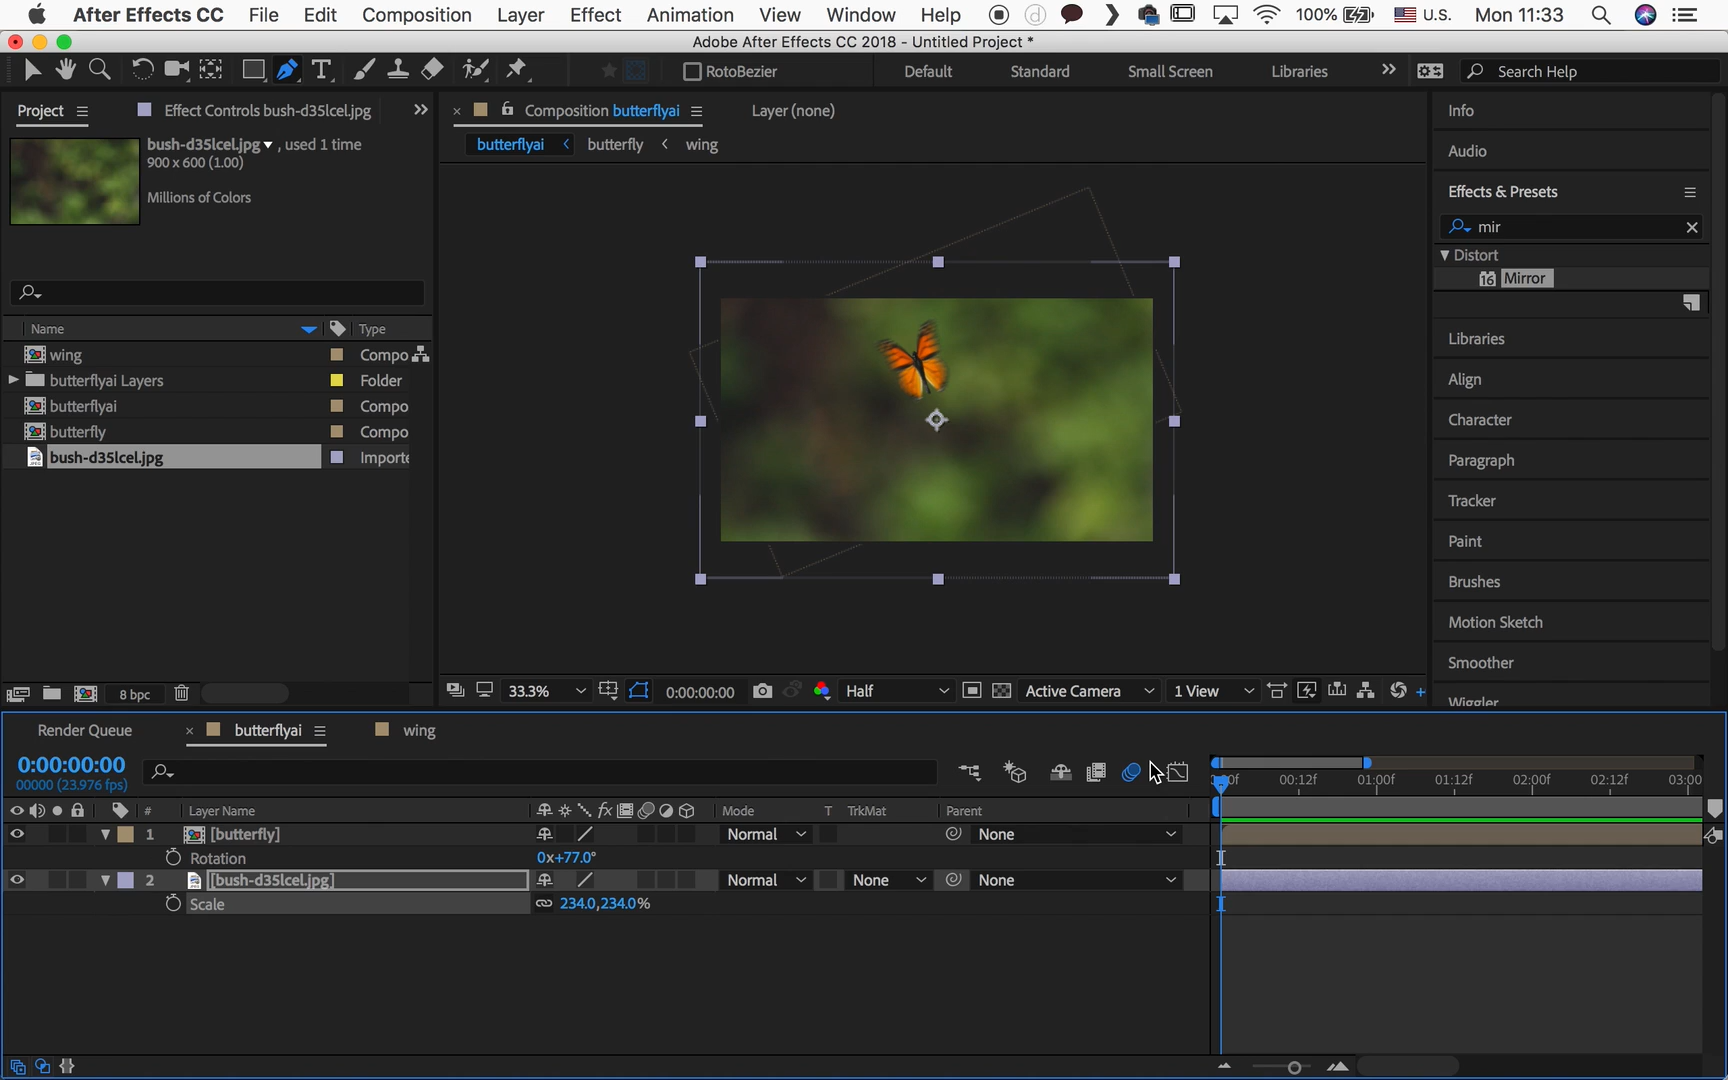 After Effects CC File Edit Composition Layer Effect Animation View Window Help 100% U.S. Mon 11:33
Adobe After Effects CC 2018 - Untitled Project *
RotoBezier Default Standard Small Screen Libraries Search Help
Project Effect Controls bush-d35lcel.jpg
Composition butterflyai Layer (none)
butterflyai butterfly wing
bush-d35lcel.jpg , used 1 time
900 x 600 (1.00)
Millions of Colors
Name Type
wing Compo
butterflyai Layers Folder
butterflyai Compo
butterfly Compo
bush-d35lcel.jpg Importe
8 bpc
33.3% 0:00:00:00 Half Active Camera 1 View
Info
Audio
Effects & Presets
mir
Distort
16 Mirror
Libraries
Align
Character
Paragraph
Tracker
Paint
Brushes
Motion Sketch
Smoother
Wiggler
Render Queue butterflyai wing
0:00:00:00
00000 (23.976 fps)
00:12f 01:00f 01:12f 02:00f 02:12f 03:00
# Layer Name fx Mode T TrkMat Parent
1 [butterfly] Normal None
Rotation 0x+77.0°
2 [bush-d35lcel.jpg] Normal None None
Scale 234.0,234.0%